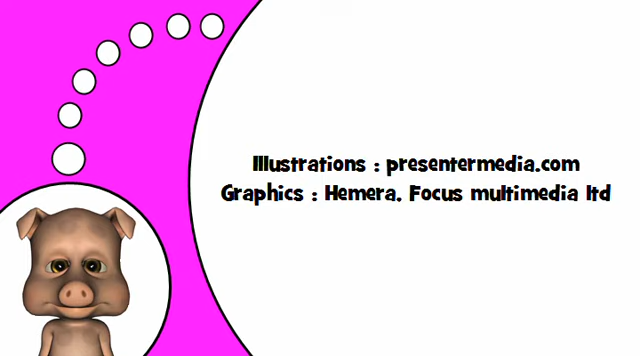 Illustrations : presentermedia.com
Graphics : Hemera. Focus multimedia ltd